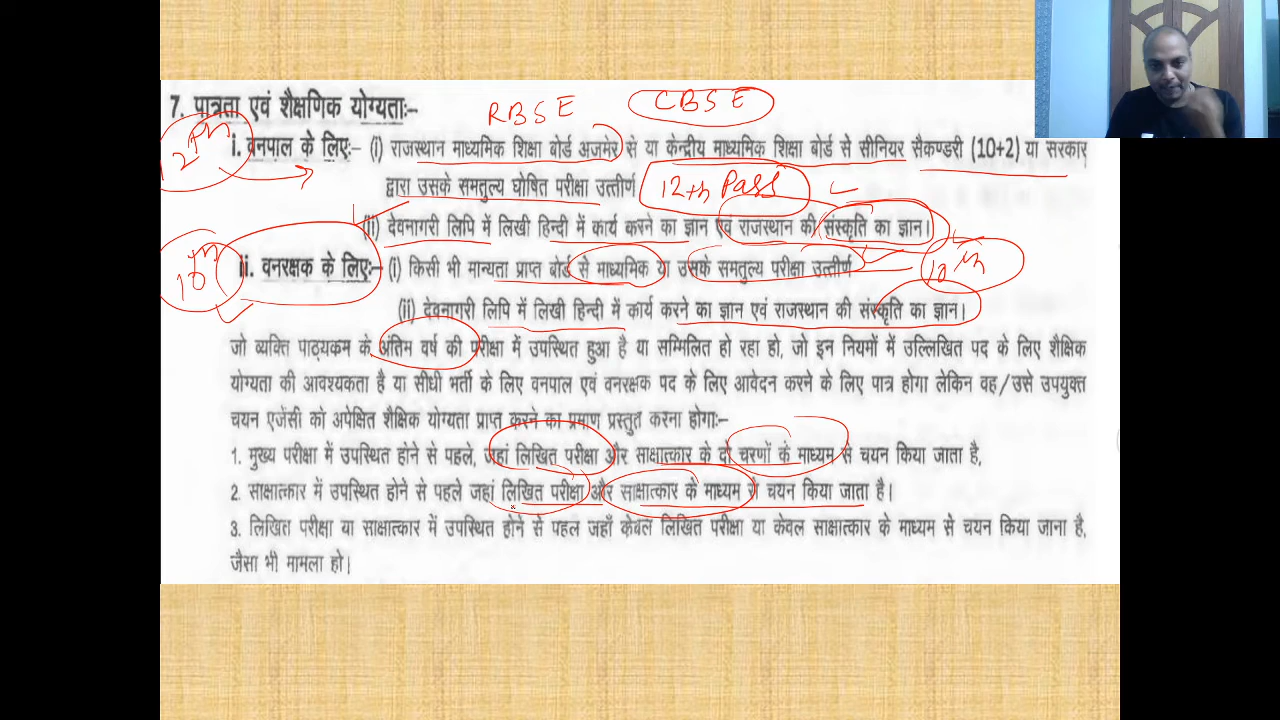 RBSE CBSE
7. पात्रता एवं शैक्षणिक योग्यताः-
12th
i. वनपाल के लिएः- (i) राजस्थान माध्यमिक शिक्षा बोर्ड अजमेर से या केन्द्रीय माध्यमिक शिक्षा बोर्ड से सीनियर सैकण्डरी (10+2) या सरकार
द्वारा उसके समतुल्य घोषित परीक्षा उत्तीर्ण 12th Pass
(ii) देवनागरी लिपि में लिखी हिन्दी में कार्य करने का ज्ञान एवं राजस्थान की संस्कृति का ज्ञान।
10th ii. वनरक्षक के लिएः- (i) किसी भी मान्यता प्राप्त बोर्ड से माध्यमिक या उसके समतुल्य परीक्षा उत्तीर्ण 10th
(ii) देवनागरी लिपि में लिखी हिन्दी में कार्य करने का ज्ञान एवं राजस्थान की संस्कृति का ज्ञान।
जो व्यक्ति पाठ्यकम के अंतिम वर्ष की परीक्षा में उपस्थित हुआ है या सम्मिलित हो रहा हो, जो इन नियमों में उल्लिखित पद के लिए शैक्षिक
योग्यता की आवश्यकता है या सीधी भर्ती के लिए वनपाल एवं वनरक्षक पद के लिए आवेदन करने के लिए पात्र होगा लेकिन वह/उसे उपयुक्त
चयन एजेंसी को अपेक्षित शैक्षिक योग्यता प्राप्त करने का प्रमाण प्रस्तुत करना होगाः-
1. मुख्य परीक्षा में उपस्थित होने से पहले, जहां लिखित परीक्षा और साक्षात्कार के दो चरणों के माध्यम से चयन किया जाता है,
2. साक्षात्कार में उपस्थित होने से पहले जहां लिखित परीक्षा और साक्षात्कार के माध्यम से चयन किया जाता है।
3. लिखित परीक्षा या साक्षात्कार में उपस्थित होने से पहले जहाँ केवल लिखित परीक्षा या केवल साक्षात्कार के माध्यम से चयन किया जाना है,
जैसा भी मामला हो।